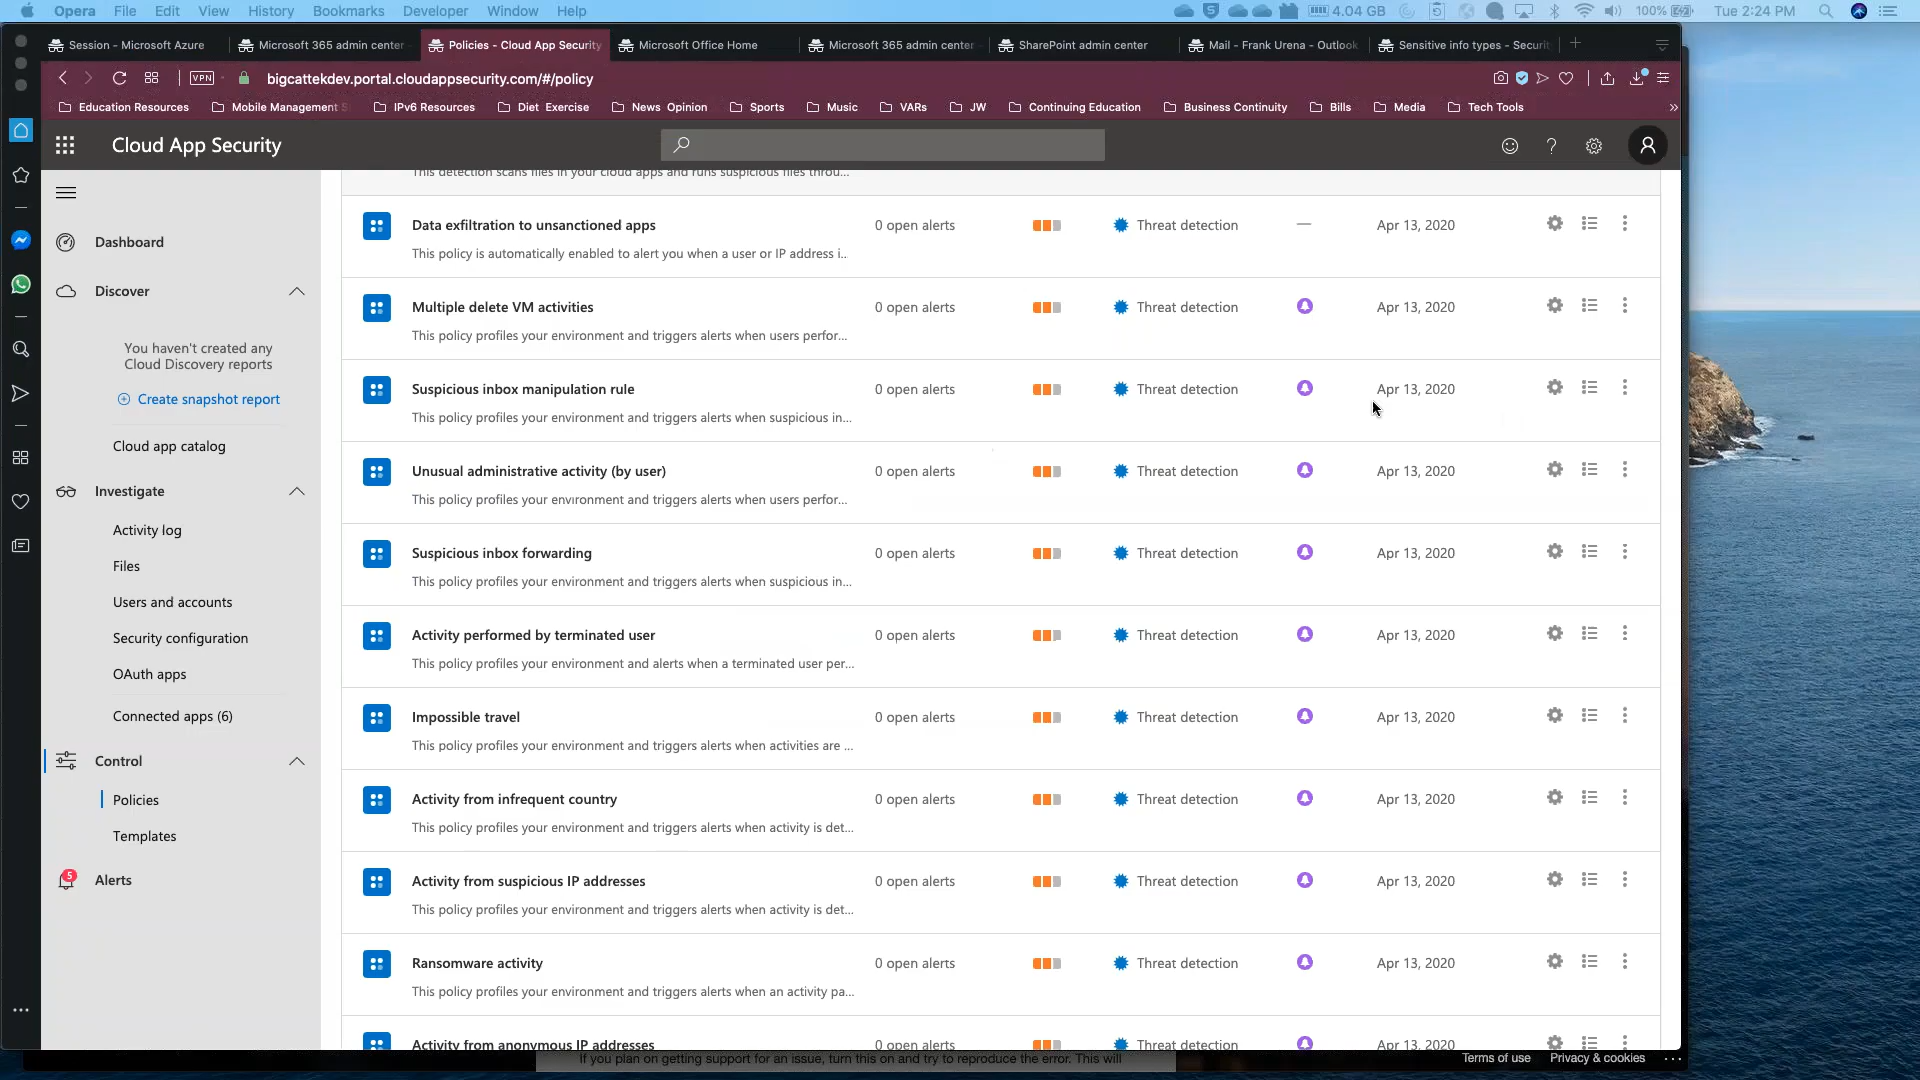 Opera File Edit View History Bookmarks Developer Window Help 4.04 GB 100% Tue 2:24 PM
Session - Microsoft Azure Microsoft 365 admin center Policies - Cloud App Security Microsoft Office Home Microsoft 365 admin center SharePoint admin center Mail - Frank Urena - Outlook Sensitive info types - Securit
VPN bigcattekdev.portal.cloudappsecurity.com/#/policy
Education Resources Mobile Management S IPv6 Resources Diet Exercise News Opinion Sports Music VARs JW Continuing Education Business Continuity Bills Media Tech Tools »
Cloud App Security ?
This detection scans files in your cloud apps and runs suspicious files throu...
Dashboard
Discover
You haven't created any
Cloud Discovery reports
Create snapshot report
Cloud app catalog
Investigate
Activity log
Files
Users and accounts
Security configuration
OAuth apps
Connected apps (6)
Control
Policies
Templates
5
Alerts
Data exfiltration to unsanctioned apps 0 open alerts Threat detection — Apr 13, 2020
This policy is automatically enabled to alert you when a user or IP address i...
Multiple delete VM activities 0 open alerts Threat detection Apr 13, 2020
This policy profiles your environment and triggers alerts when users perfor...
Suspicious inbox manipulation rule 0 open alerts Threat detection Apr 13, 2020
This policy profiles your environment and triggers alerts when suspicious in...
Unusual administrative activity (by user) 0 open alerts Threat detection Apr 13, 2020
This policy profiles your environment and triggers alerts when users perfor...
Suspicious inbox forwarding 0 open alerts Threat detection Apr 13, 2020
This policy profiles your environment and triggers alerts when suspicious in...
Activity performed by terminated user 0 open alerts Threat detection Apr 13, 2020
This policy profiles your environment and alerts when a terminated user per...
Impossible travel 0 open alerts Threat detection Apr 13, 2020
This policy profiles your environment and triggers alerts when activities are ...
Activity from infrequent country 0 open alerts Threat detection Apr 13, 2020
This policy profiles your environment and triggers alerts when activity is det...
Activity from suspicious IP addresses 0 open alerts Threat detection Apr 13, 2020
This policy profiles your environment and triggers alerts when activity is det...
Ransomware activity 0 open alerts Threat detection Apr 13, 2020
This policy profiles your environment and triggers alerts when an activity pa...
Activity from anonymous IP addresses 0 open alerts Threat detection Apr 13, 2020
If you plan on getting support for an issue, turn this on and try to reproduce the error. This will
Terms of use Privacy & cookies ...